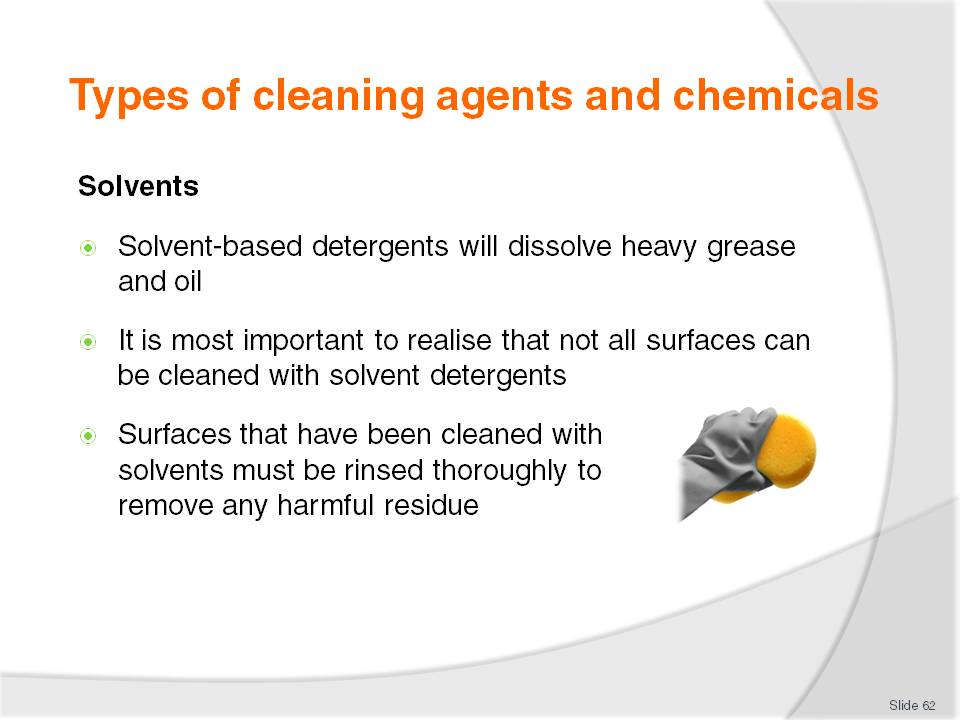 Types of cleaning agents and chemicals
Solvents
Solvent-based detergents will dissolve heavy grease
and oil
It is most important to realise that not all surfaces can
be cleaned with solvent detergents
Surfaces that have been cleaned with
solvents must be rinsed thoroughly to
remove any harmful residue
Slide 62